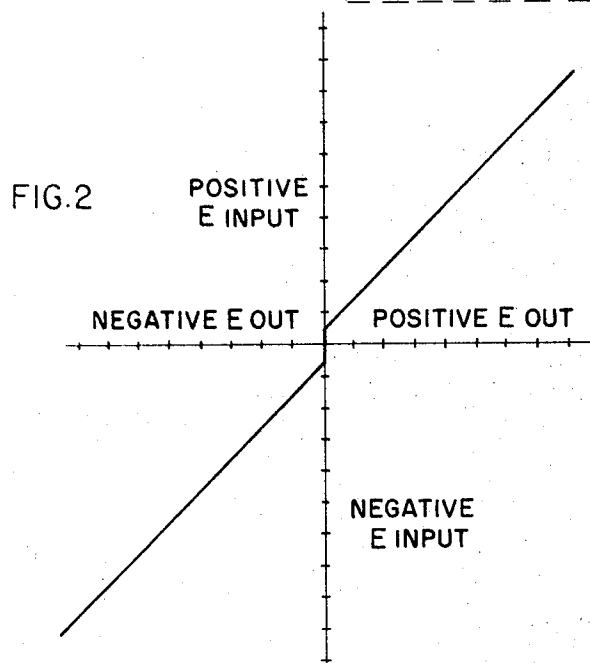 FIG.2
POSITIVE
E INPUT
NEGATIVE E OUT
POSITIVE E OUT
NEGATIVE
E INPUT